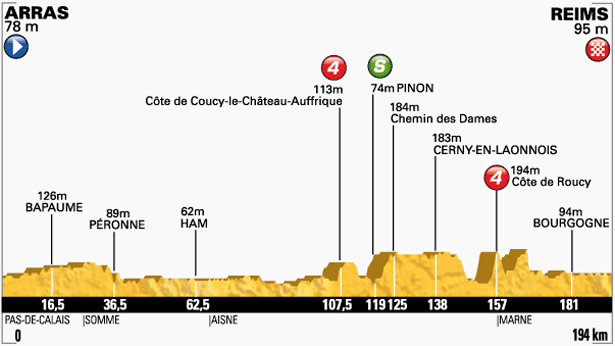 ARRAS
78 m
REIMS
95 m
4
S
113m
Côte de Coucy-le-Château-Auffrique
74m PINON
184m
Chemin des Dames
183m
CERNY-EN-LAONNOIS
4
194m
Côte de Roucy
126m
BAPAUME
89m
PÉRONNE
62m
HAM
94m
BOURGOGNE
16,5 36,5 62,5 107,5 119 125 138 157 181
PAS-DE-CALAIS |SOMME |AISNE |MARNE
0 194 km